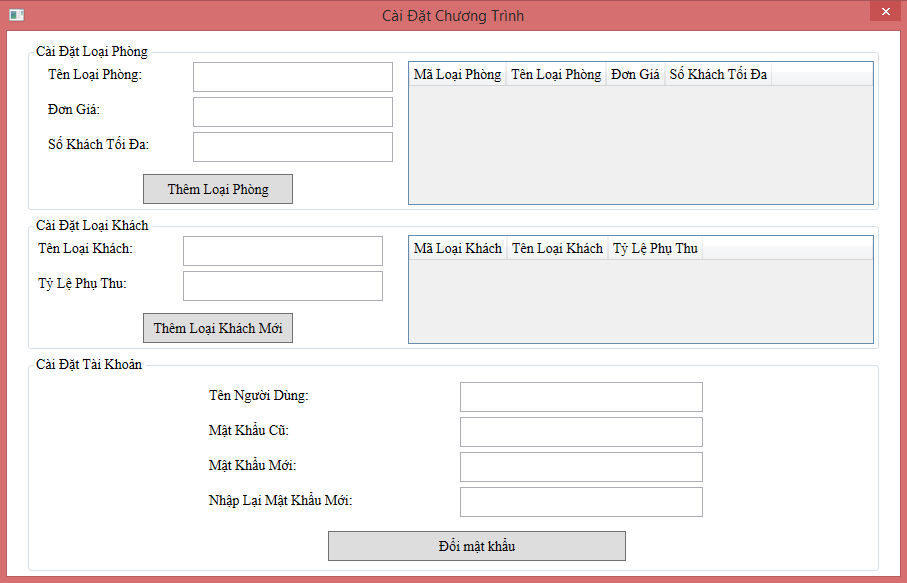 Cài Đặt Chương Trình
Cài Đặt Loại Phòng
Tên Loại Phòng:
Đơn Giá:
Số Khách Tối Đa:
Thêm Loại Phòng
Mã Loại Phòng Tên Loại Phòng Đơn Giá Số Khách Tối Đa
Cài Đặt Loại Khách
Tên Loại Khách:
Tỷ Lệ Phụ Thu:
Thêm Loại Khách Mới
Mã Loại Khách Tên Loại Khách Tỷ Lệ Phụ Thu
Cài Đặt Tài Khoản
Tên Người Dùng:
Mật Khẩu Cũ:
Mật Khẩu Mới:
Nhập Lại Mật Khẩu Mới:
Đổi mật khẩu